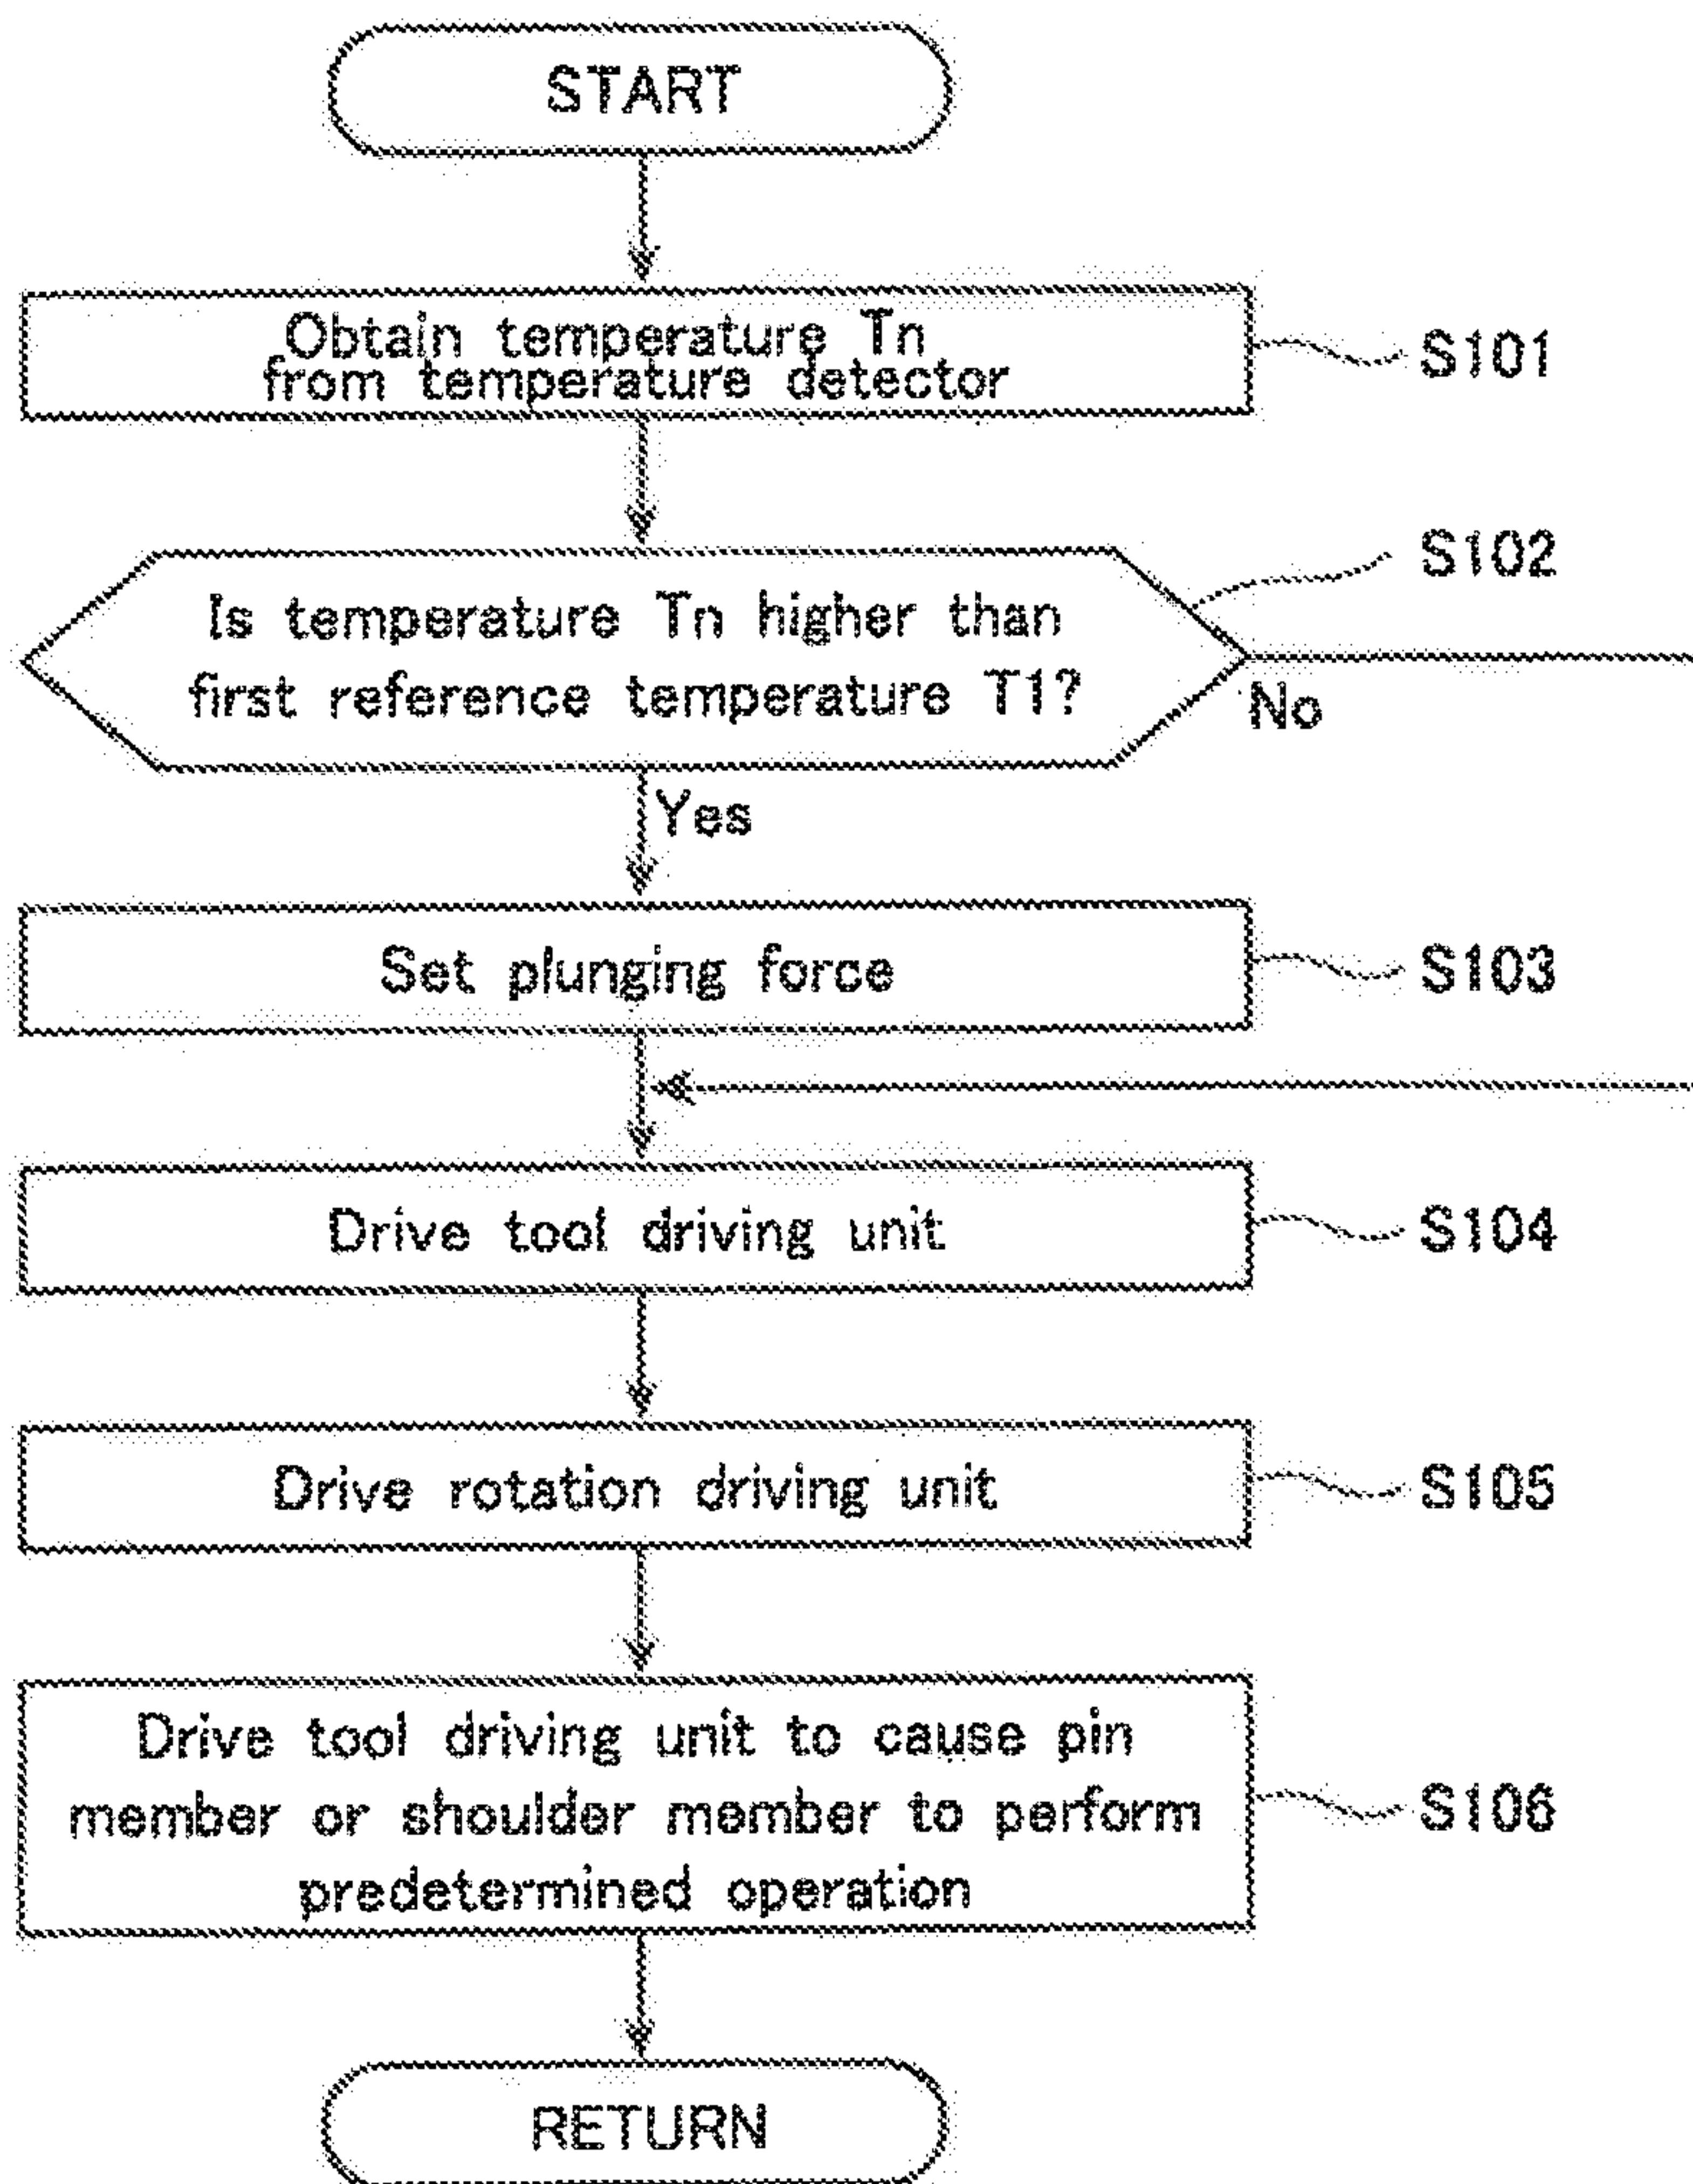 START
Obtain temperature Tn
from temperature detector
S101
S102
Is temperature Tn higher than
first reference temperature T1?
No
Yes
Set plunging force
S103
Drive tool driving unit
S104
Drive rotation driving unit
S105
Drive tool driving unit to cause pin
member or shoulder member to perform
predetermined operation
S106
RETURN